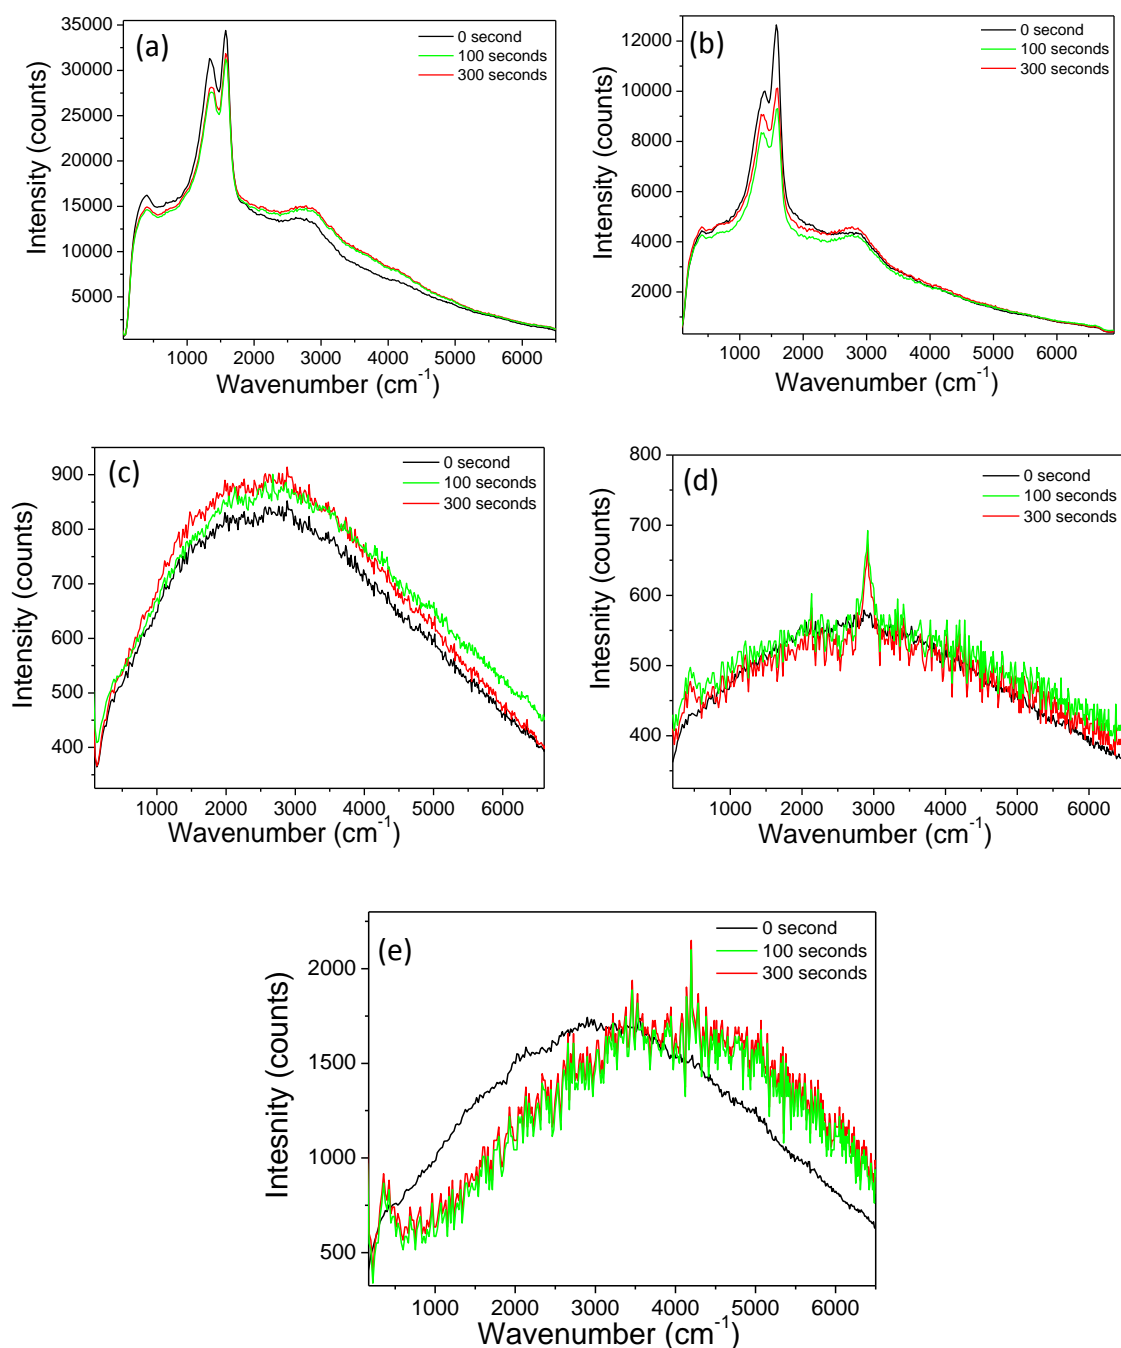 (a)
0 second
100 seconds
300 seconds
Intensity (counts)
35000
30000
25000
20000
15000
10000
5000
1000 2000 3000 4000 5000 6000
Wavenumber (cm⁻¹)
(b)
0 second
100 seconds
300 seconds
Intensity (counts)
12000
10000
8000
6000
4000
2000
1000 2000 3000 4000 5000 6000
Wavenumber (cm⁻¹)
(c)
0 second
100 seconds
300 seconds
Intensity (counts)
900
800
700
600
500
400
1000 2000 3000 4000 5000 6000
Wavenumber (cm⁻¹)
(d)
0 second
100 seconds
300 seconds
Intesnity (counts)
800
700
600
500
400
1000 2000 3000 4000 5000 6000
Wavenumber (cm⁻¹)
(e)
0 second
100 seconds
300 seconds
Intesnity (counts)
2000
1500
1000
500
1000 2000 3000 4000 5000 6000
Wavenumber (cm⁻¹)